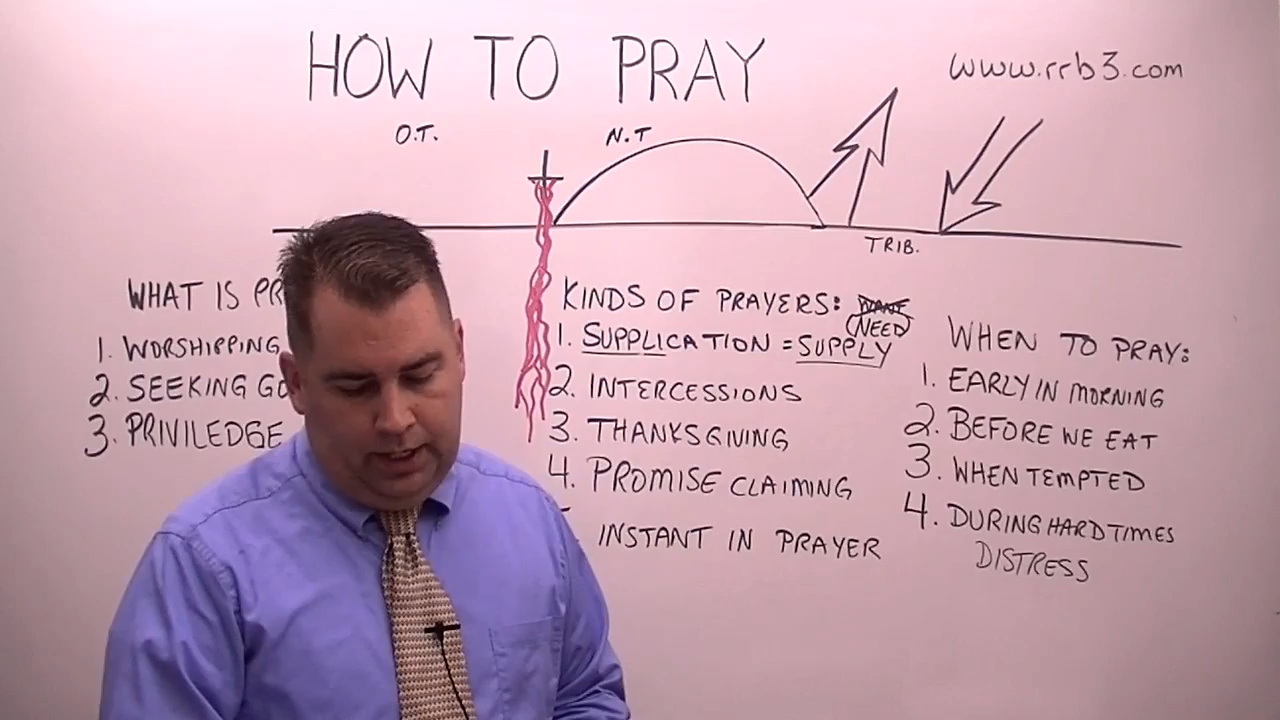 HOW TO PRAY
www.rrb3.com
O.T.
N.T
TRIB.
WHAT IS PR
1. WORSHIPPING
2. SEEKING GO
3. PRIVILEDGE
KINDS OF PRAYERS: WANT
(NEED)
1. SUPPLICATION = SUPPLY
2. INTERCESSIONS
3. THANKSGIVING
4. PROMISE CLAIMING
INSTANT IN PRAYER
WHEN TO PRAY:
1. EARLY IN MORNING
2. BEFORE WE EAT
3. WHEN TEMPTED
4. DURING HARD TIMES
DISTRESS